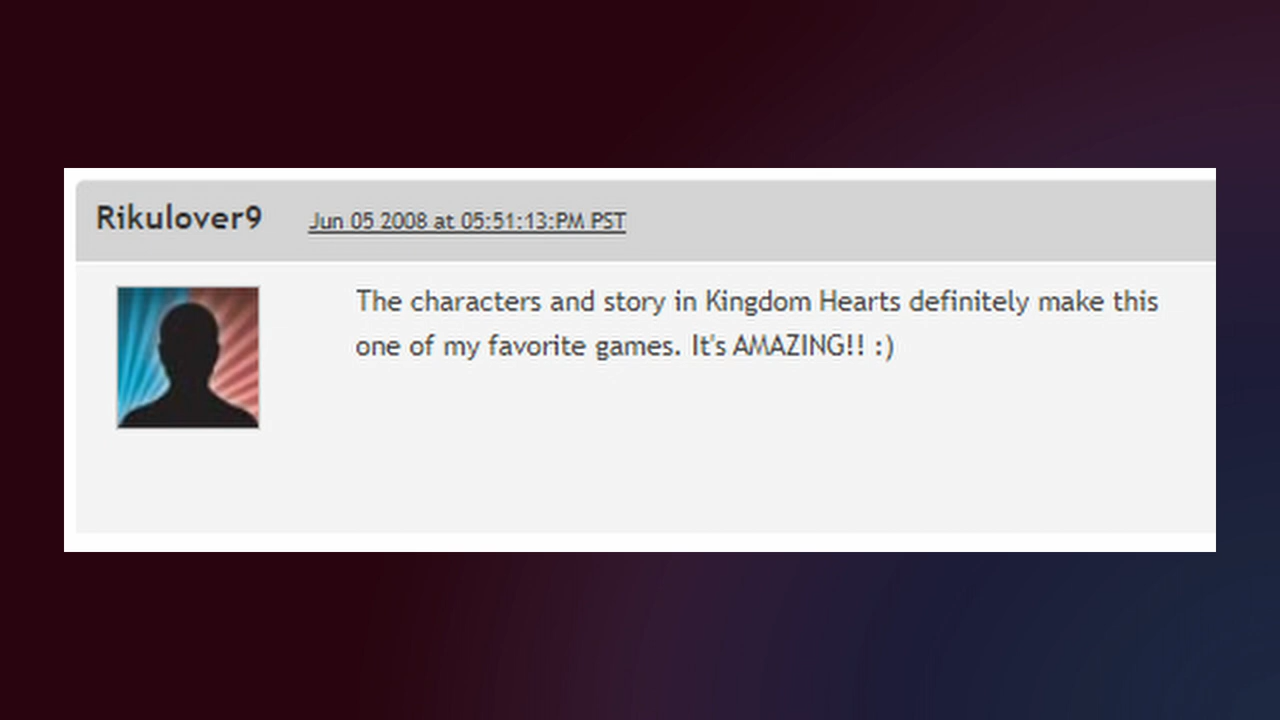 Rikulover9 Jun 05 2008 at 05:51:13:PM PST
The characters and story in Kingdom Hearts definitely make this
one of my favorite games. It's AMAZING!! :)